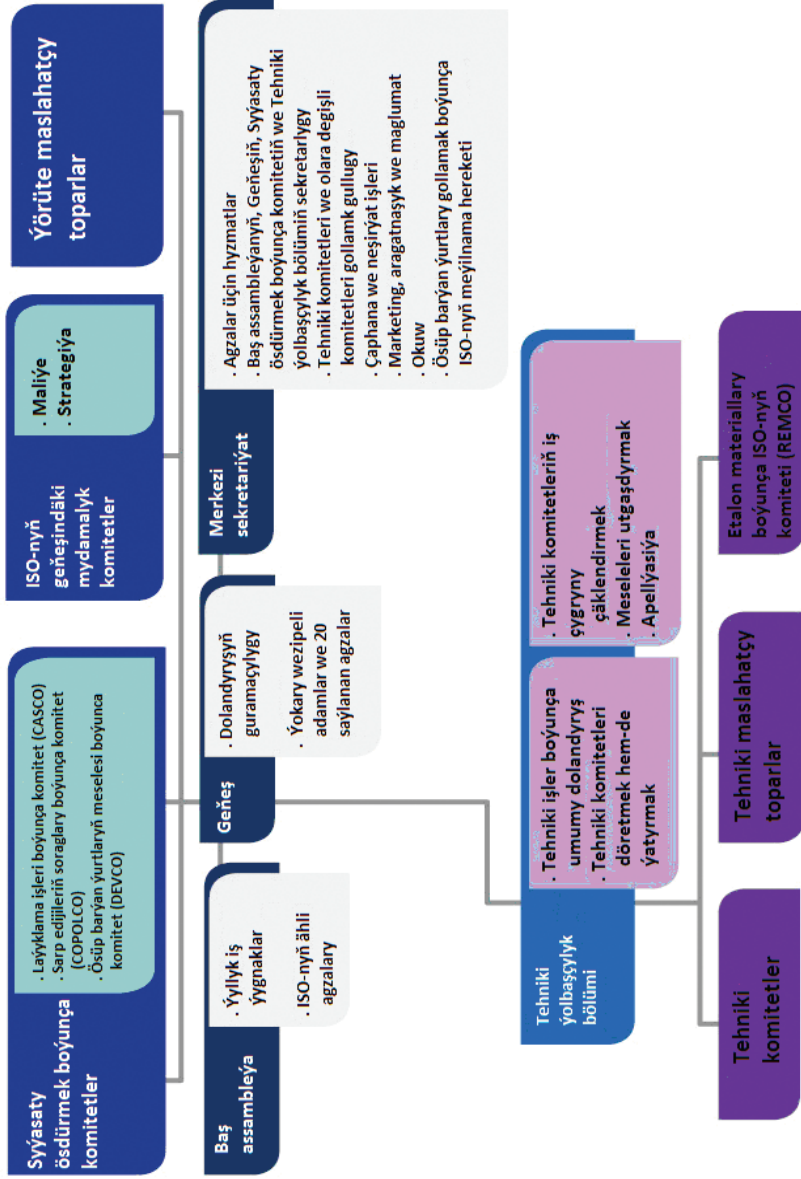 Syýasaty
ösdürmek boýunça
komitetler
. Laýyklama işleri boýunça komitet (CASCO)
. Sarp edijileriň soraglary boýunça komitet
(COPOLCO)
. Ösüp barýan ýurtlaryň meselesi boýunca
komitet (DEVCO)
ISO-nyň
geňeşindäki
mydamalyk
komitetler
. Maliýe
. Strategiýa
Ýörüte maslahatçy
toparlar
Baş
assambleýa
. Ýyllyk iş
ýygnaklar
. ISO-nyň ähli
agzalary
Geňeş
. Dolandyryşyň
guramaçylygy
. Ýokary wezipeli
adamlar we 20
saýlanan agzalar
Merkezi
sekretariýat
. Agzalar üçin hyzmatlar
. Baş assambleýanyň, Geňeşiň, Syýasaty
ösdürmek boýunça komitetiň we Tehniki
ýolbaşçylyk bölümiň sekretarlygy
. Tehniki komitetleri we olara degişli
komitetleri gollamk gullugy
. Çaphana we neşirýat işleri
. Marketing, aragatnaşyk we maglumat
. Okuw
. Ösüp barýan ýurtlary gollamak boýunça
ISO-nyň meýilnama hereketi
Tehniki
ýolbaşçylyk
bölümi
. Tehniki işler boýunça
umumy dolandyryş
. Tehniki komitetleri
döretmek hem-de
ýatyrmak
. Tehniki komitetleriň iş
çygryny
çäklendirmek
. Meseleleri utgaşdyrmak
. Apellýasiýa
Tehniki
komitetler
Tehniki maslahatçy
toparlar
Etalon materiallary
boýunça ISO-nyň
komiteti (REMCO)